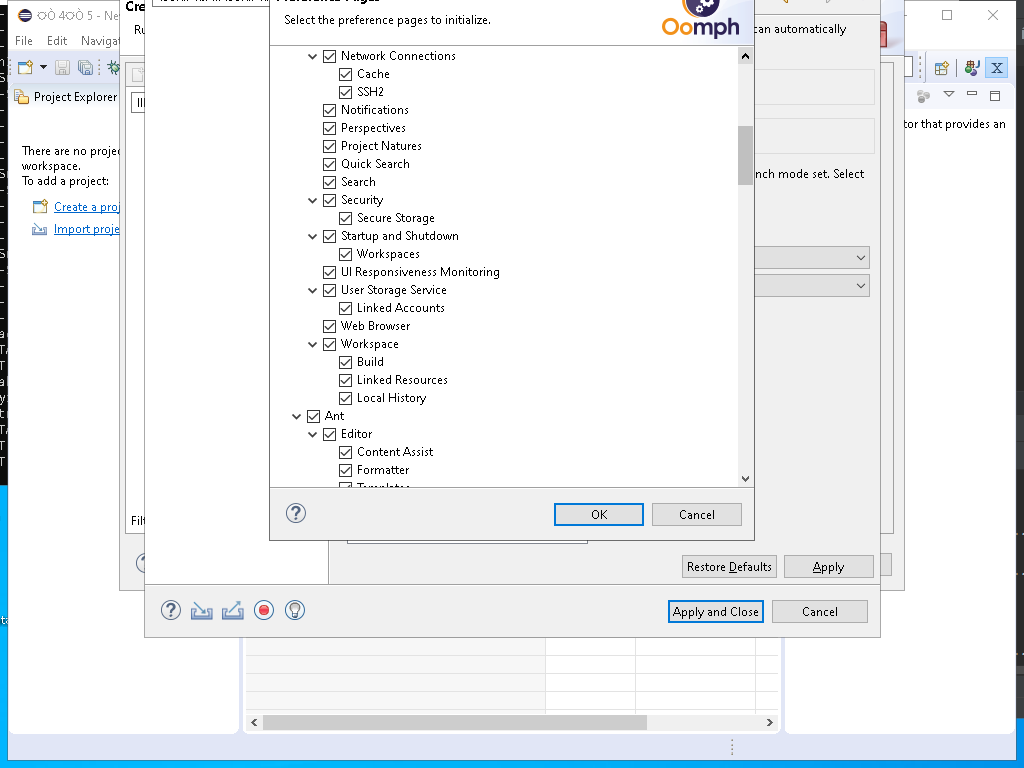 File Edit Navigat
Project Explorer
There are no projec
workspace.
To add a project:
Create a proj
Import proje
Cre
Ru
Filt
Select the preference pages to initialize.
Oomph
Network Connections
Cache
SSH2
Notifications
Perspectives
Project Natures
Quick Search
Search
Security
Secure Storage
Startup and Shutdown
Workspaces
UI Responsiveness Monitoring
User Storage Service
Linked Accounts
Web Browser
Workspace
Build
Linked Resources
Local History
Ant
Editor
Content Assist
Formatter
OK
Cancel
can automatically
nch mode set. Select
Restore Defaults
Apply
Apply and Close
Cancel
X
tor that provides an